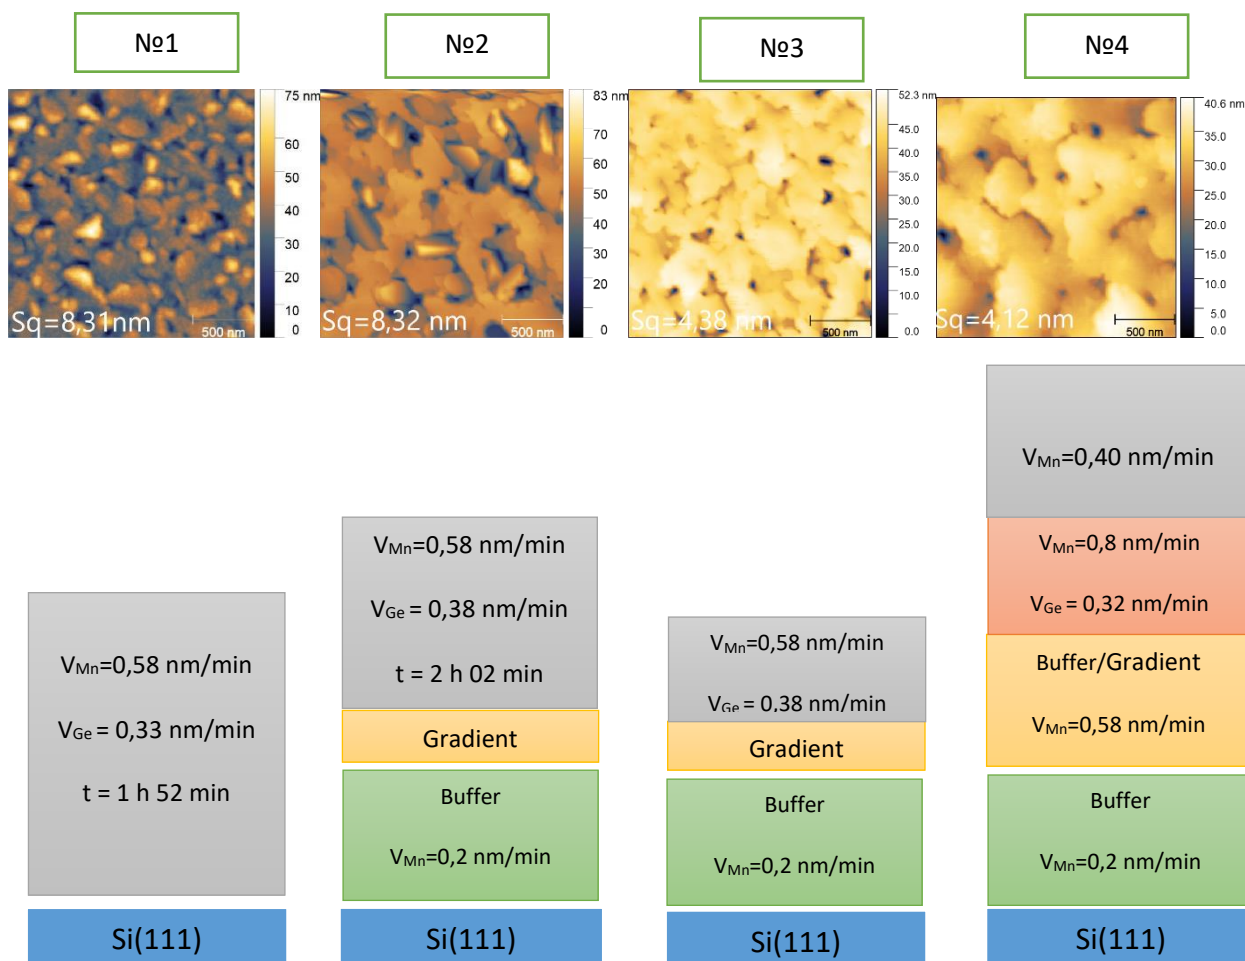 №1
№2
№3
№4
75 nm
60
50
40
30
20
10
0
Sq=8,31nm
500 nm
83 nm
70
60
50
40
30
20
0
Sq=8,32 nm
500 nm
52.3 nm
45.0
40.0
35.0
30.0
25.0
20.0
15.0
10.0
5.0
0.0
Sq=4,38 nm
500 nm
40.6 nm
35.0
30.0
25.0
20.0
15.0
10.0
5.0
0.0
Sq=4,12 nm
500 nm
VMn=0,58 nm/min
VGe = 0,33 nm/min
t = 1 h 52 min
Si(111)
VMn=0,58 nm/min
VGe = 0,38 nm/min
t = 2 h 02 min
Gradient
Buffer
VMn=0,2 nm/min
Si(111)
VMn=0,58 nm/min
VGe = 0,38 nm/min
Gradient
Buffer
VMn=0,2 nm/min
Si(111)
VMn=0,40 nm/min
VMn=0,8 nm/min
VGe = 0,32 nm/min
Buffer/Gradient
VMn=0,58 nm/min
Buffer
VMn=0,2 nm/min
Si(111)